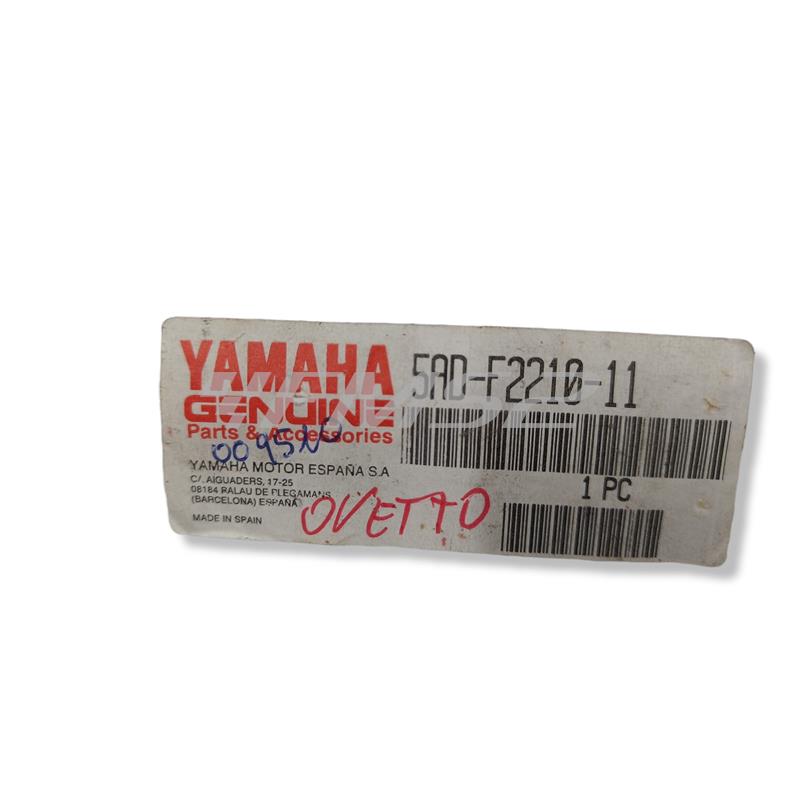 YAMAHA
GENUINE
Parts & Accessories
0095NO
YAMAHA MOTOR ESPAÑA S.A
C/. AIGUADERS, 17-25
08184 PALAU DE PLEGAMANS
(BARCELONA) ESPAÑA
MADE IN SPAIN
OVETTO
5AD-F2210-11
1 PC